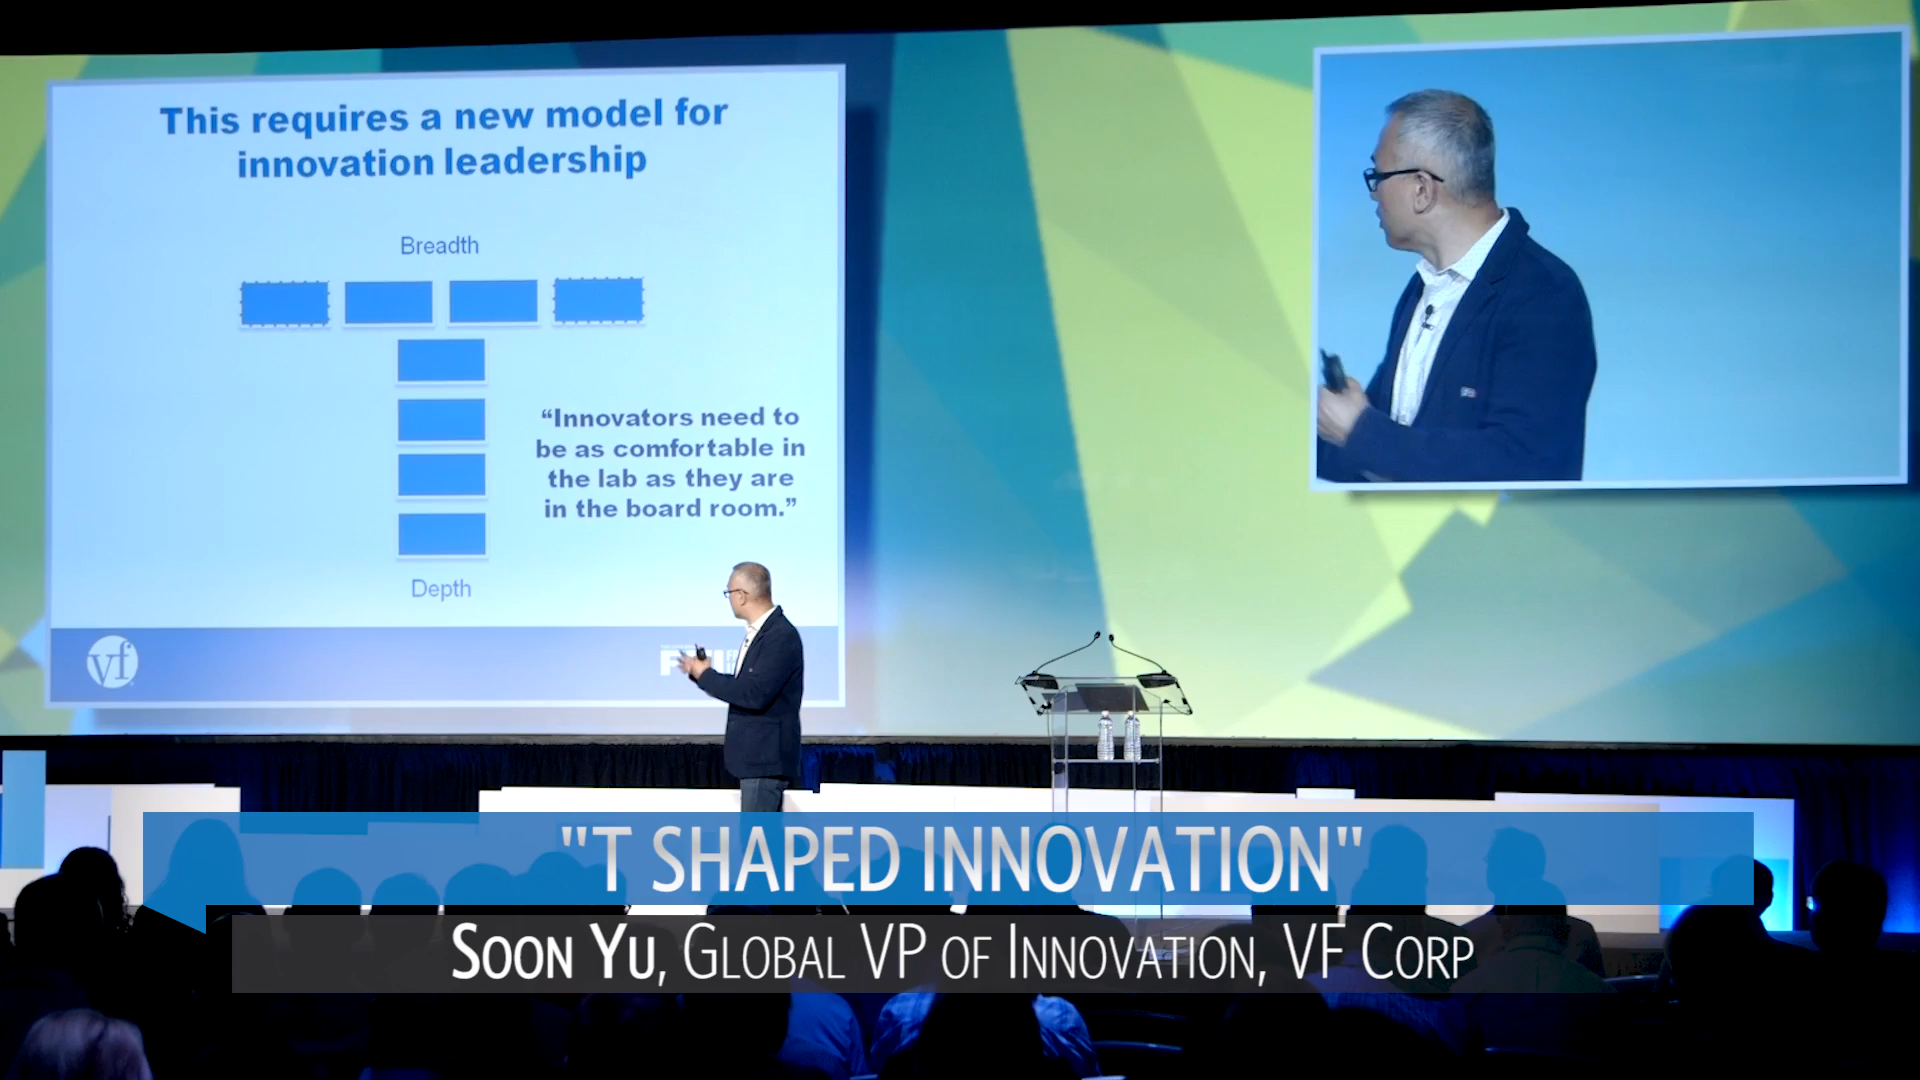 This requires a new model for
innovation leadership
Breadth
“Innovators need to
be as comfortable in
the lab as they are
in the board room.”
Depth
vf
"T SHAPED INNOVATION"
SOON YU, GLOBAL VP OF INNOVATION, VF CORP